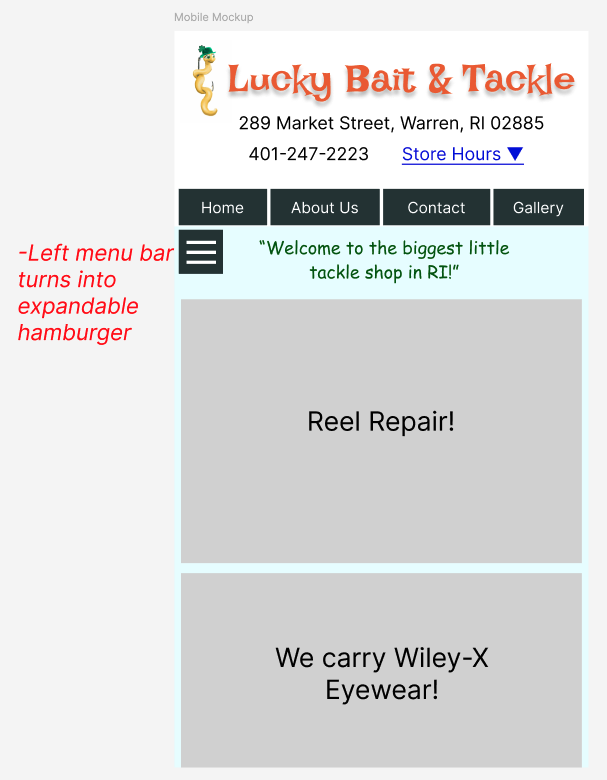 Mobile Mockup
Lucky Bait & Tackle
289 Market Street, Warren, RI 02885
401-247-2223 Store Hours ▼
Home About Us Contact Gallery
-Left menu bar
turns into
expandable
hamburger
“Welcome to the biggest little
tackle shop in RI!”
Reel Repair!
We carry Wiley-X
Eyewear!